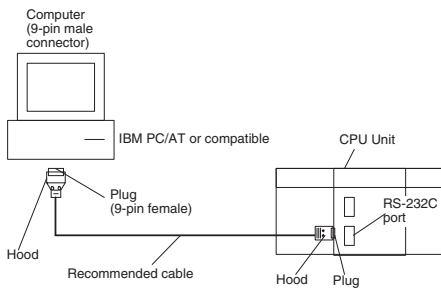 Computer
(9-pin male
connector)
IBM PC/AT or compatible
CPU Unit
Plug
(9-pin female)
RS-232C
port
Hood
Recommended cable
Hood
Plug